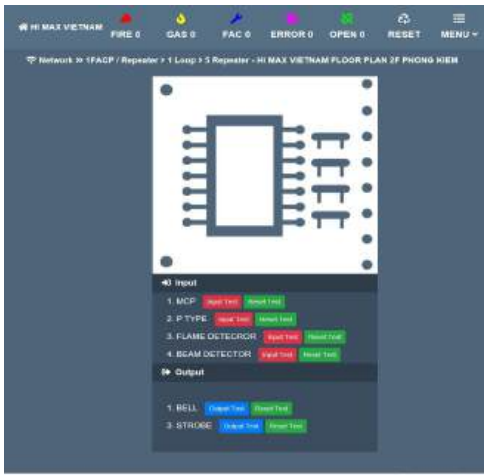 HI MAX VIETNAM
FIRE 0
GAS 0
FAC 0
ERROR 0
OPEN 0
RESET
MENU
Network >> 1FACP / Repeater > 1 Loop > 5 Repeater - HI MAX VIETNAM FLOOR PLAN 2F PHONG KIEM
Input
1. MCP Input Test Reset Test
2. P.TYPE Input Test Reset Test
3. FLAME DETECROR Input Test Reset Test
4. BEAM DETECTOR Input Test Reset Test
Output
1. BELL Output Test Reset Test
3. STROBE Output Test Reset Test